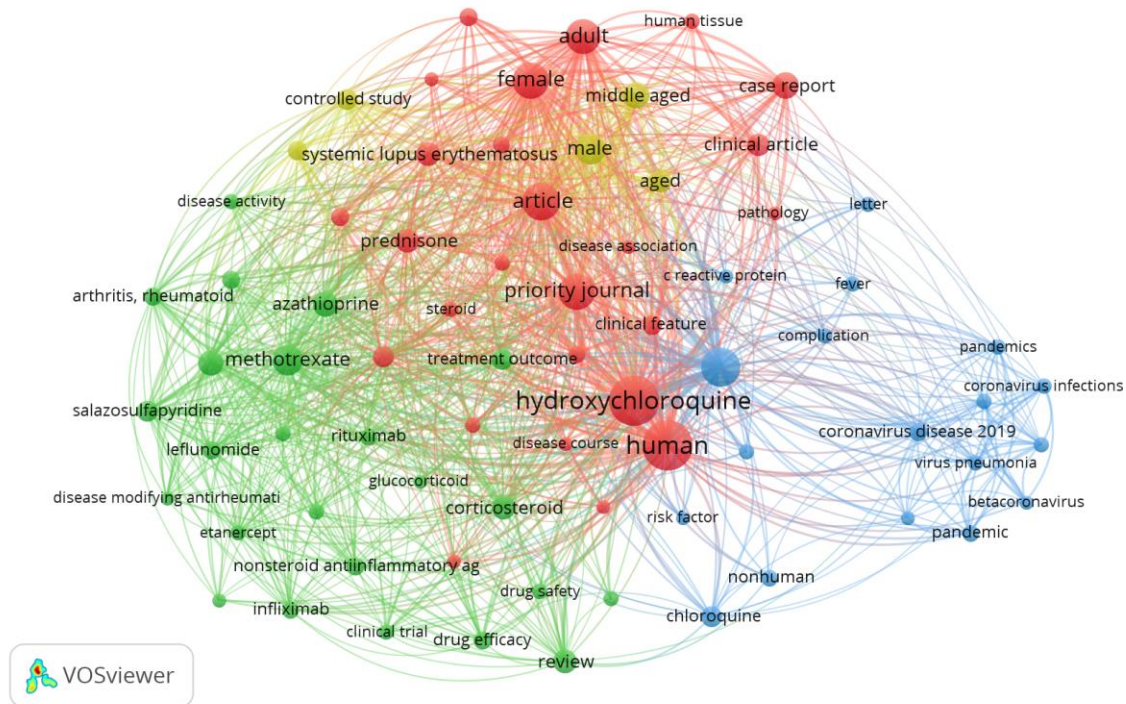 human tissue
adult
female
case report
middle aged
controlled study
clinical article
male
systemic lupus erythematosus
aged
article
disease activity
letter
pathology
prednisone
disease association
c reactive protein
fever
priority journal
arthritis, rheumatoid
azathioprine
steroid
clinical feature
complication
pandemics
treatment outcome
methotrexate
coronavirus infections
hydroxychloroquine
salazosulfapyridine
coronavirus disease 2019
rituximab
disease course
human
leflunomide
virus pneumonia
glucocorticoid
disease modifying antirheumati
betacoronavirus
corticosteroid
risk factor
etanercept
pandemic
nonsteroid antiinflammatory ag
nonhuman
drug safety
infliximab
chloroquine
clinical trial
drug efficacy
review
VOSviewer